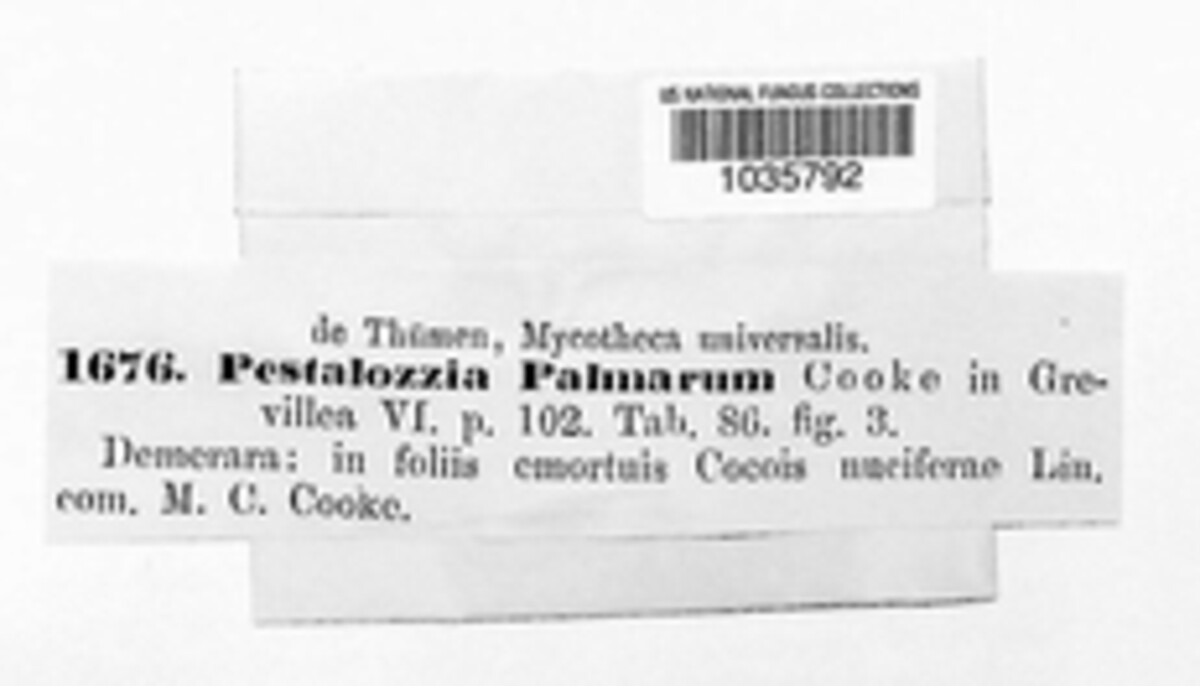 US NATIONAL FUNGUS COLLECTIONS
1035792
de Thümen, Mycotheca universalis.
1676. Pestalozzia Palmarum Cooke in Gre-
villea VI. p. 102. Tab. 86. fig. 3.
Demerara: in foliis emortuis Cocois nuciferae Lin.
com. M. C. Cooke.